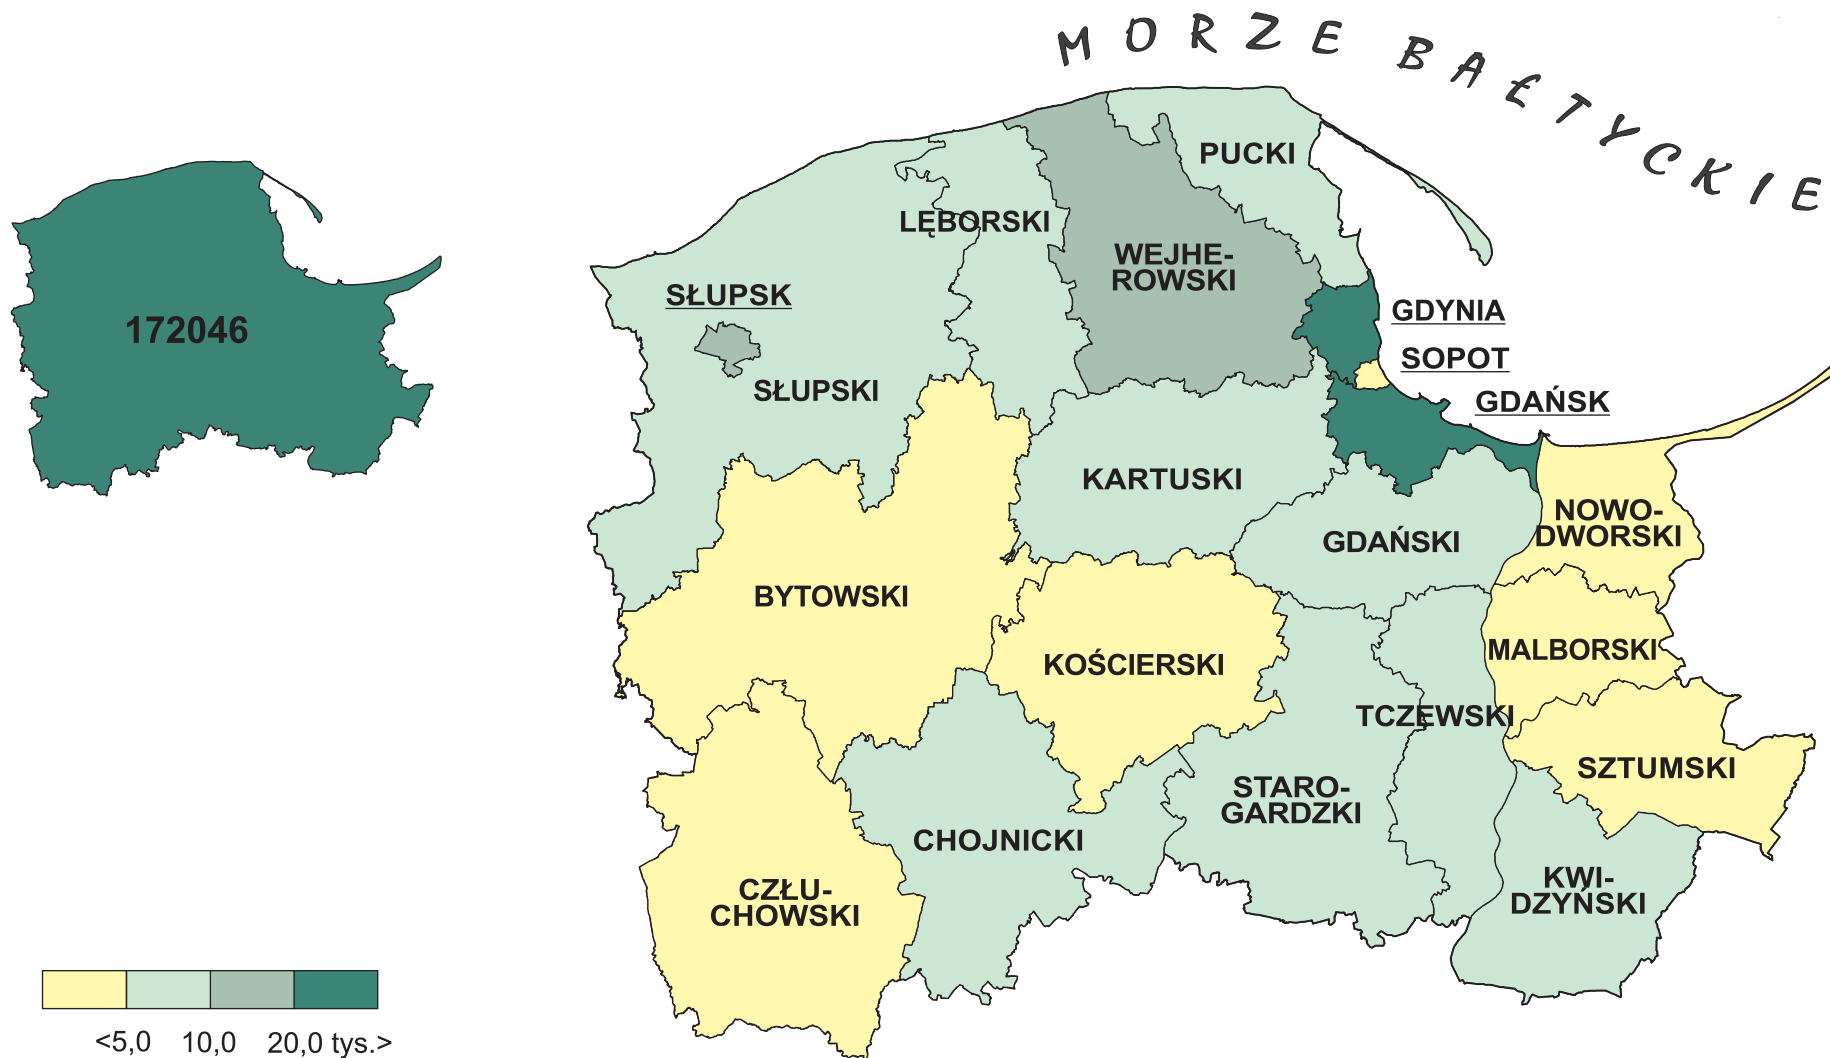 MORZE BAŁTYCKIE
PUCKI
LĘBORSKI
WEJHE-
ROWSKI
SŁUPSK
GDYNIA
172046
SOPOT
SŁUPSKI
GDAŃSK
KARTUSKI
NOWO-
DWORSKI
GDAŃSKI
BYTOWSKI
MALBORSKI
KOŚCIERSKI
TCZEWSKI
SZTUMSKI
STARO-
GARDZKI
CHOJNICKI
KWI-
DZYŃSKI
CZŁU-
CHOWSKI
<5,0 10,0 20,0 tys.>